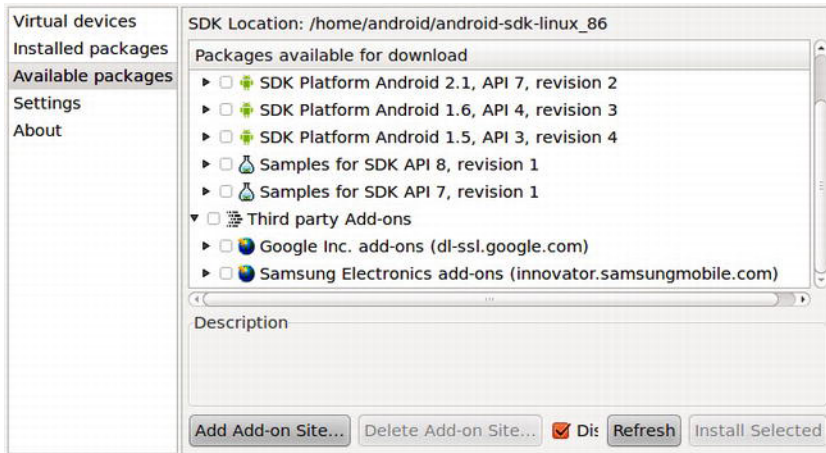 Virtual devices
Installed packages
Available packages
Settings
About
SDK Location: /home/android/android-sdk-linux_86
Packages available for download
SDK Platform Android 2.1, API 7, revision 2
SDK Platform Android 1.6, API 4, revision 3
SDK Platform Android 1.5, API 3, revision 4
Samples for SDK API 8, revision 1
Samples for SDK API 7, revision 1
Third party Add-ons
Google Inc. add-ons (dl-ssl.google.com)
Samsung Electronics add-ons (innovator.samsungmobile.com)
Description
Add Add-on Site... Delete Add-on Site... Dis Refresh Install Selected